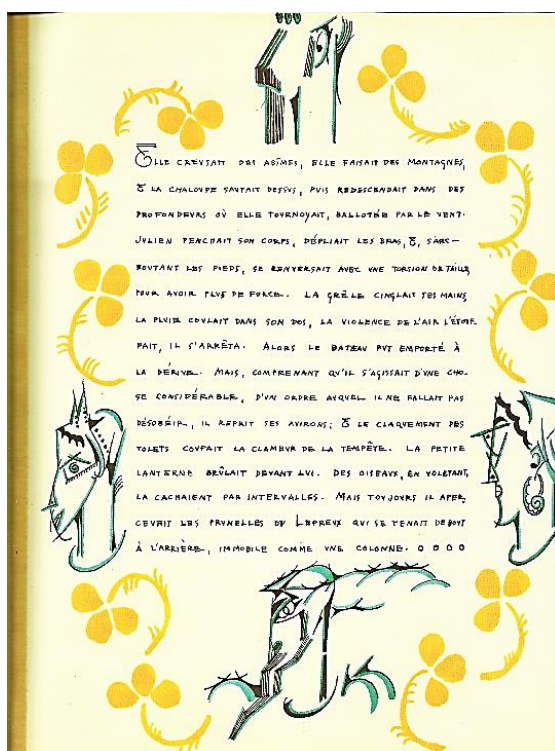 Elle creusait des abîmes, elle faisait des montagnes,
& la chaloupe sautait dessus, puis redescendait dans des
profondeurs où elle tournoyait, ballotée par le vent.
Julien penchait son corps, dépliait les bras, &, s'arc-
boutant les pieds, se renversait avec une torsion de taille,
pour avoir plus de force. La grêle cinglait ses mains,
la pluie coulait dans son dos, la violence de l'air l'étouf-
fait, il s'arrêta. Alors le bateau fut emporté à
la dérive. Mais, comprenant qu'il s'agissait d'une cho-
se considérable, d'un ordre auquel il ne fallait pas
désobéir, il reprit ses avirons; & le claquement des
tolets coupait la clameur de la tempête. La petite
lanterne brûlait devant lui. Des oiseaux, en voletant,
la cachaient par intervalles. Mais toujours il aper-
cevait les prunelles du Lépreux qui se tenait debout
à l'arrière, immobile comme une colonne.